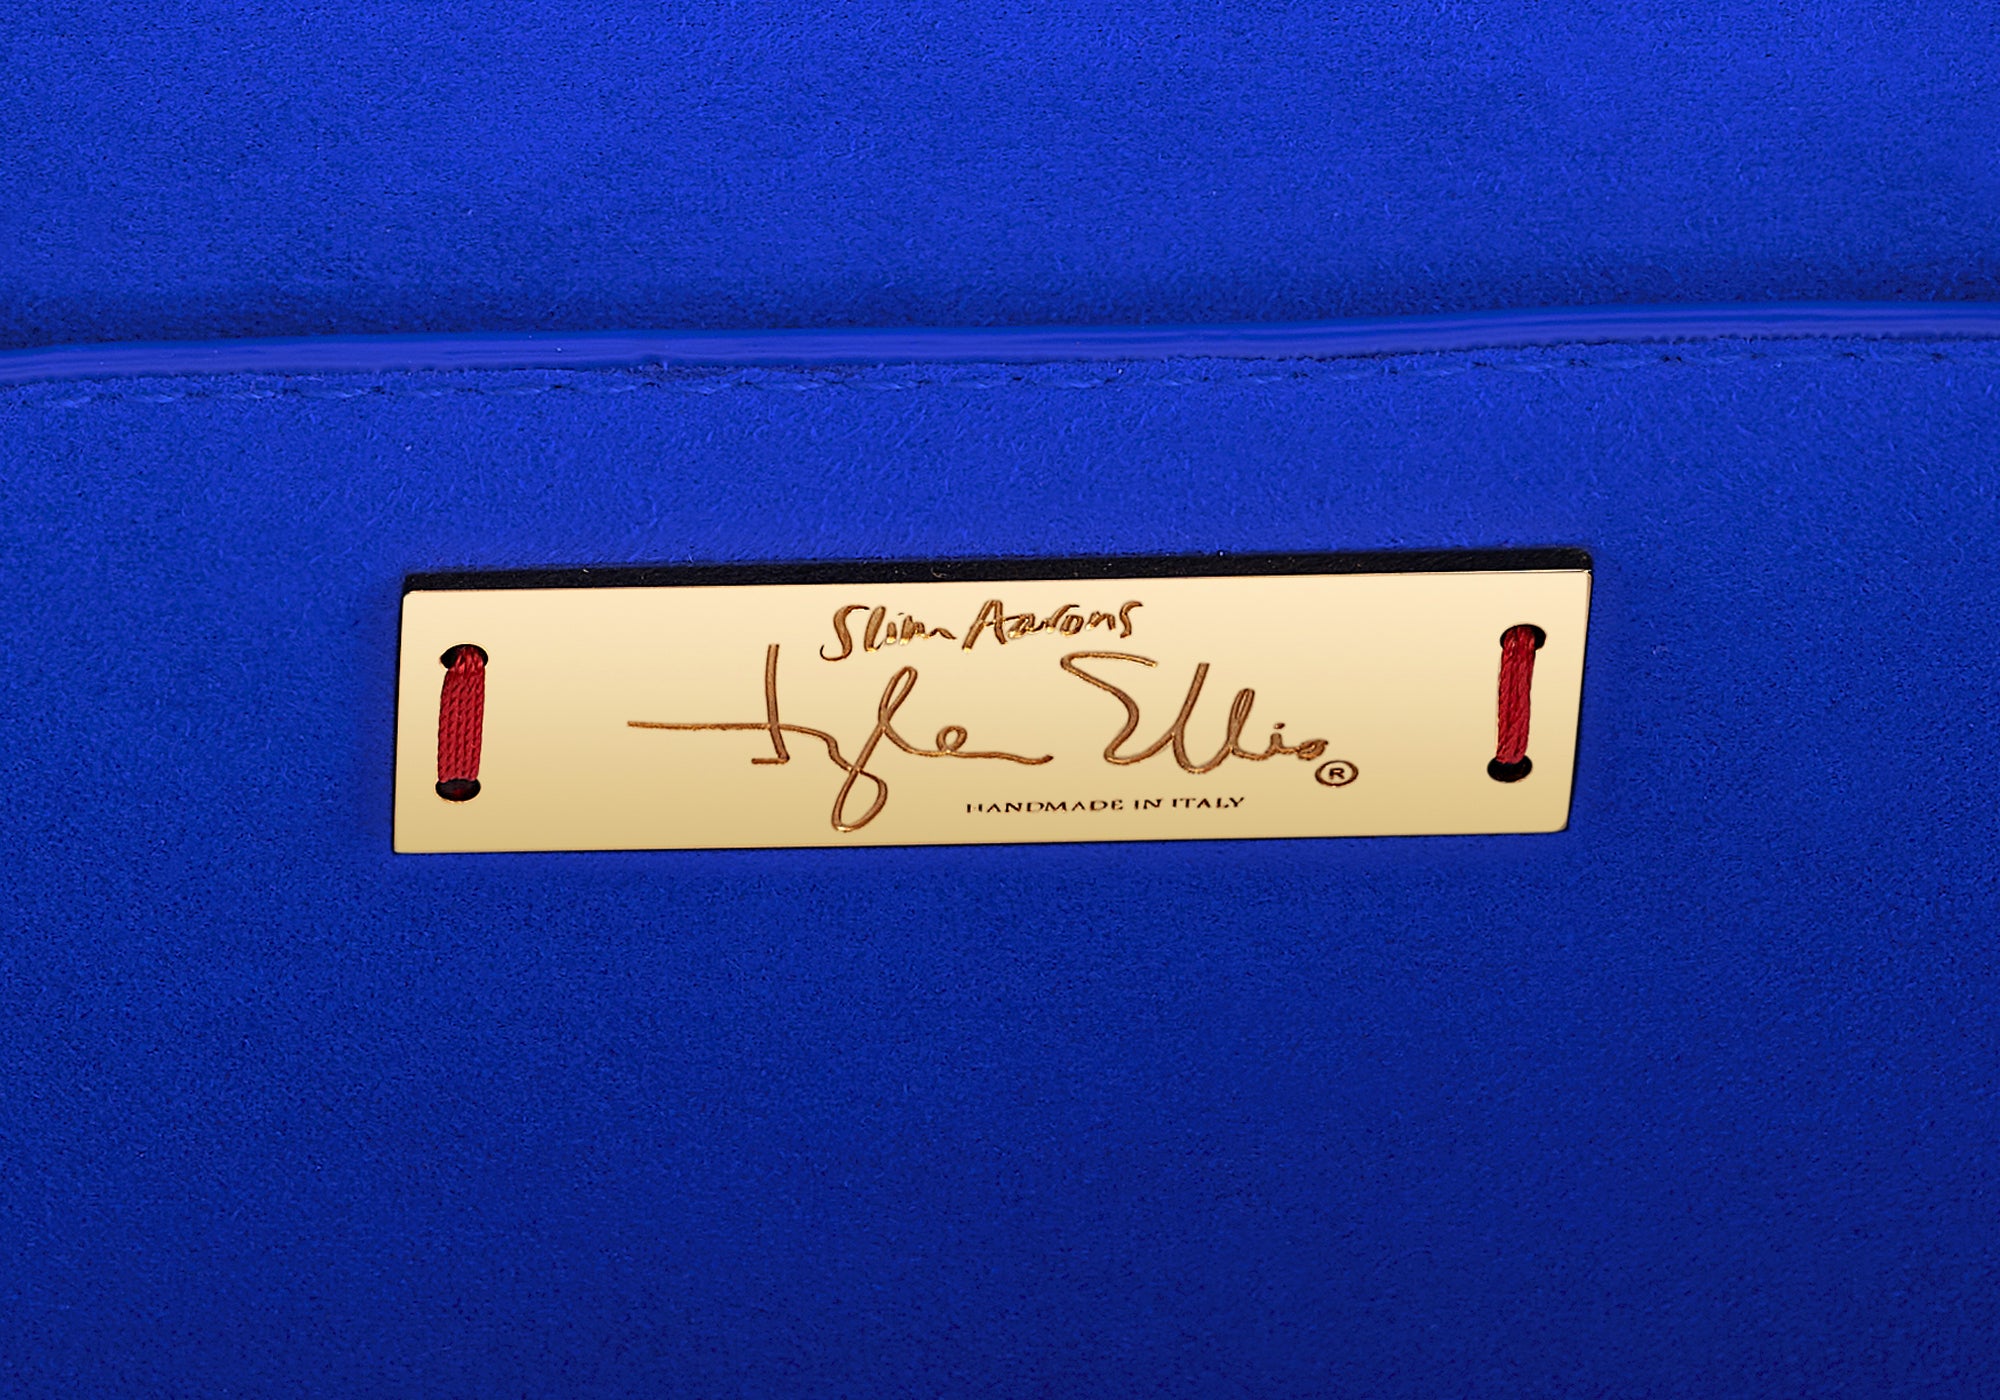 Slim Aarons
Tyler Ellis®
HANDMADE IN ITALY